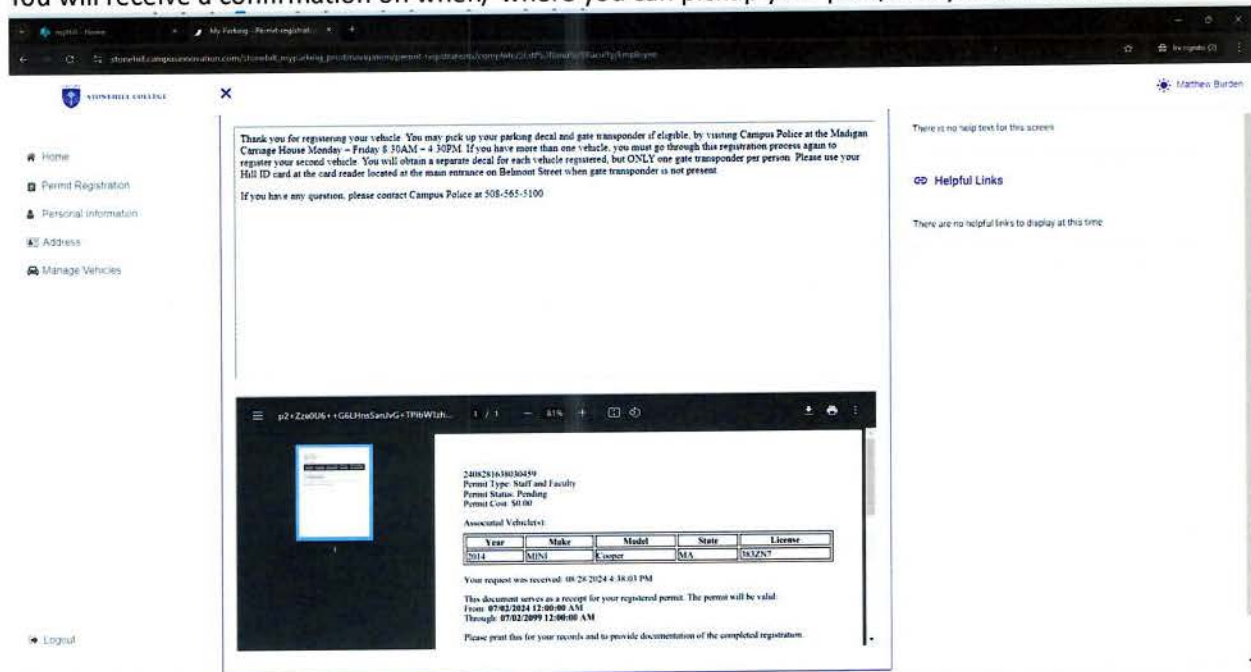 You will receive a confirmation on when/ where you can pickup your
My Parking - Permit-registrat...
Incognito (2)
STONEHILL COLLEGE
×
Matthew Burden
Home
Permit Registration
Personal Information
Address
Manage Vehicles
Logout
Thank you for registering your vehicle. You may pick up your parking decal and gate transponder if eligible, by visiting Campus Police at the Madigan
Carriage House Monday – Friday 8:30AM – 4:30PM. If you have more than one vehicle, you must go through this registration process again to
register your second vehicle. You will obtain a separate decal for each vehicle registered, but ONLY one gate transponder per person. Please use your
Hill ID card at the card reader located at the main entrance on Belmont Street when gate transponder is not present.
If you have any question, please contact Campus Police at 508-565-5100
There is no help text for this screen
Helpful Links
There are no helpful links to display at this time
1 / 1 — 81% +
1
2408281638030459
Permit Type: Staff and Faculty
Permit Status: Pending
Permit Cost: $0.00
Associated Vehicle(s):
Year Make Model State License
2014 MINI Cooper MA
Your request was received: 08/28/2024 4:38:03 PM
This document serves as a receipt for your registered permit. The permit will be valid:
From: 07/02/2024 12:00:00 AM
Through: 07/02/2099 12:00:00 AM
Please print this for your records and to provide documentation of the completed registration.